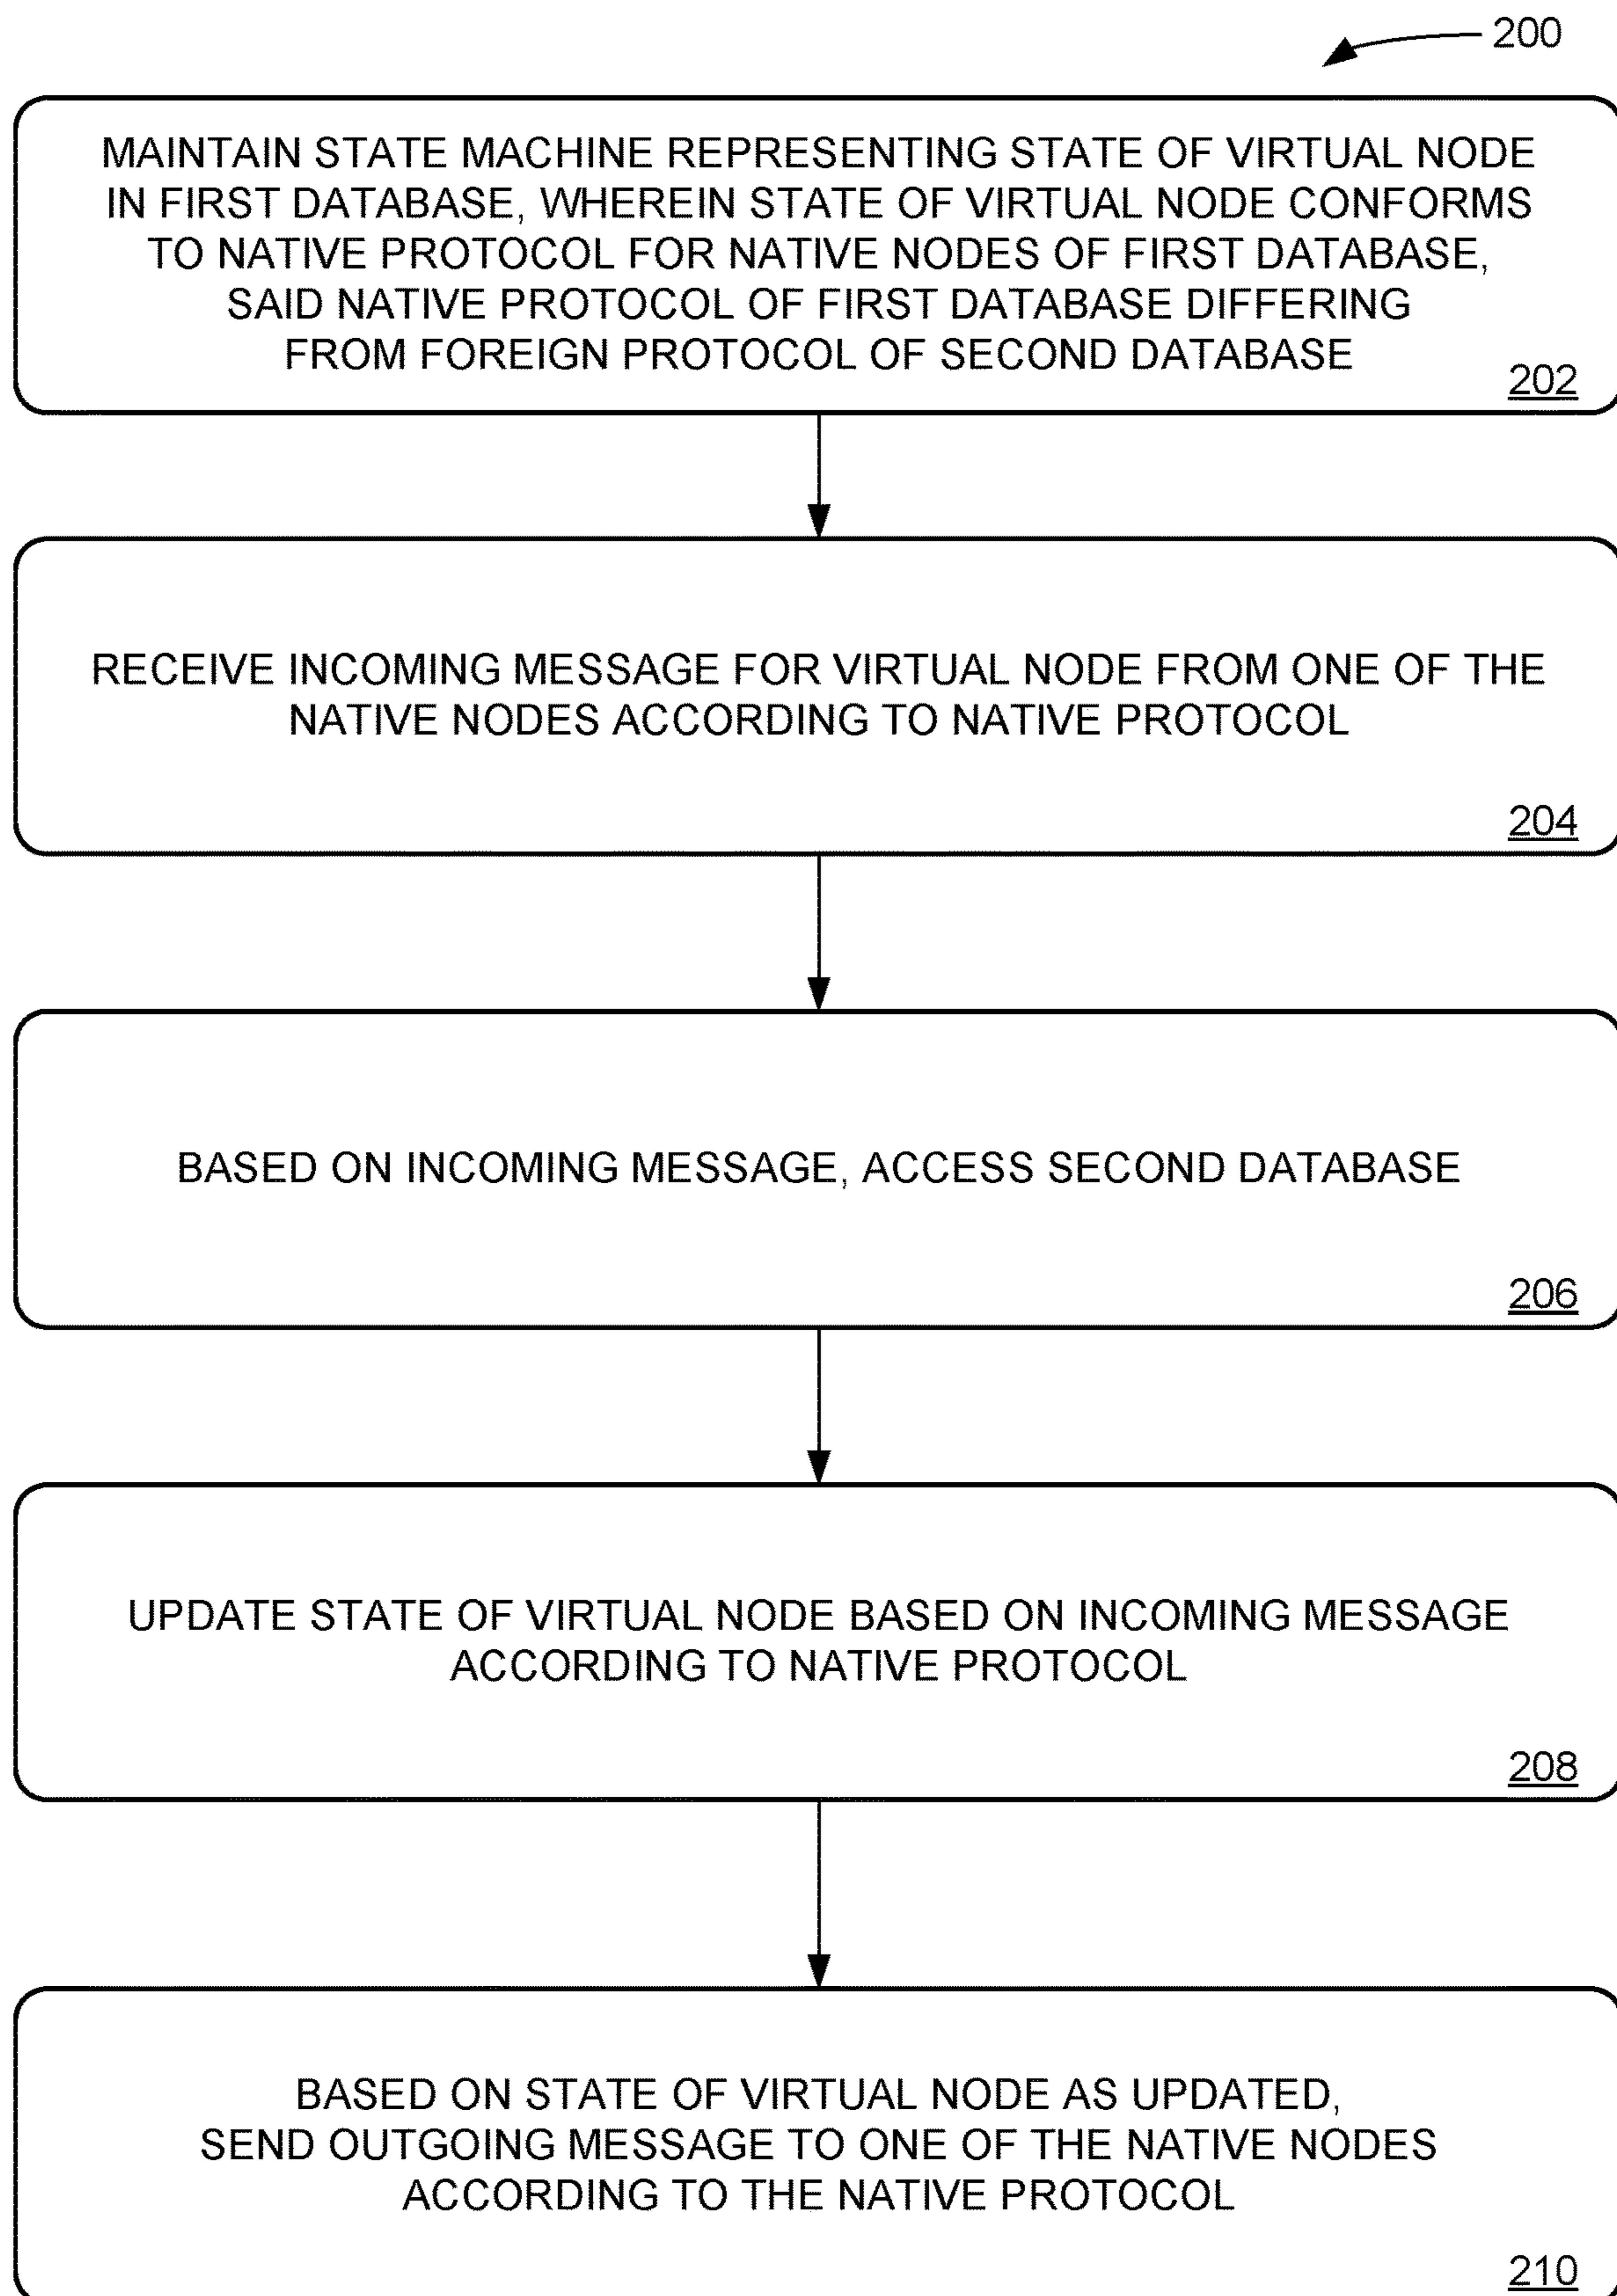 200
MAINTAIN STATE MACHINE REPRESENTING STATE OF VIRTUAL NODE
IN FIRST DATABASE, WHEREIN STATE OF VIRTUAL NODE CONFORMS
TO NATIVE PROTOCOL FOR NATIVE NODES OF FIRST DATABASE,
SAID NATIVE PROTOCOL OF FIRST DATABASE DIFFERING
FROM FOREIGN PROTOCOL OF SECOND DATABASE
202
RECEIVE INCOMING MESSAGE FOR VIRTUAL NODE FROM ONE OF THE
NATIVE NODES ACCORDING TO NATIVE PROTOCOL
204
BASED ON INCOMING MESSAGE, ACCESS SECOND DATABASE
206
UPDATE STATE OF VIRTUAL NODE BASED ON INCOMING MESSAGE
ACCORDING TO NATIVE PROTOCOL
208
BASED ON STATE OF VIRTUAL NODE AS UPDATED,
SEND OUTGOING MESSAGE TO ONE OF THE NATIVE NODES
ACCORDING TO THE NATIVE PROTOCOL
210